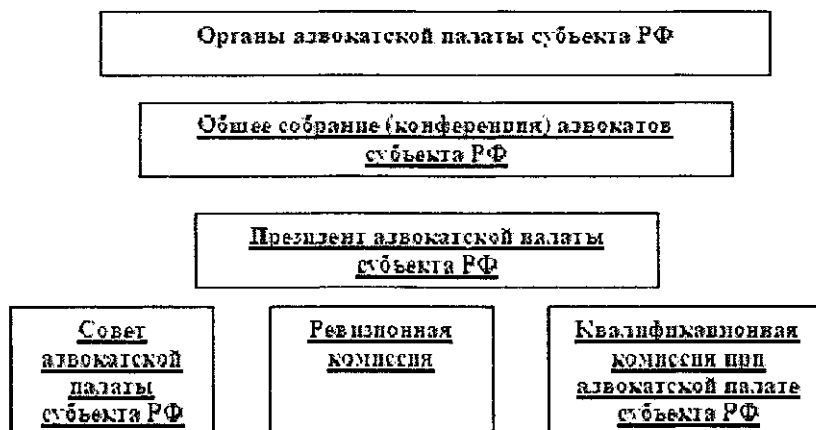 Органы адвокатской палаты субъекта РФ
Общее собрание (конференция) адвокатов
субъекта РФ
Президент адвокатской палаты
субъекта РФ
Совет
адвокатской
палаты
субъекта РФ
Ревизионная
комиссия
Квалификационная
комиссия при
адвокатской палате
субъекта РФ